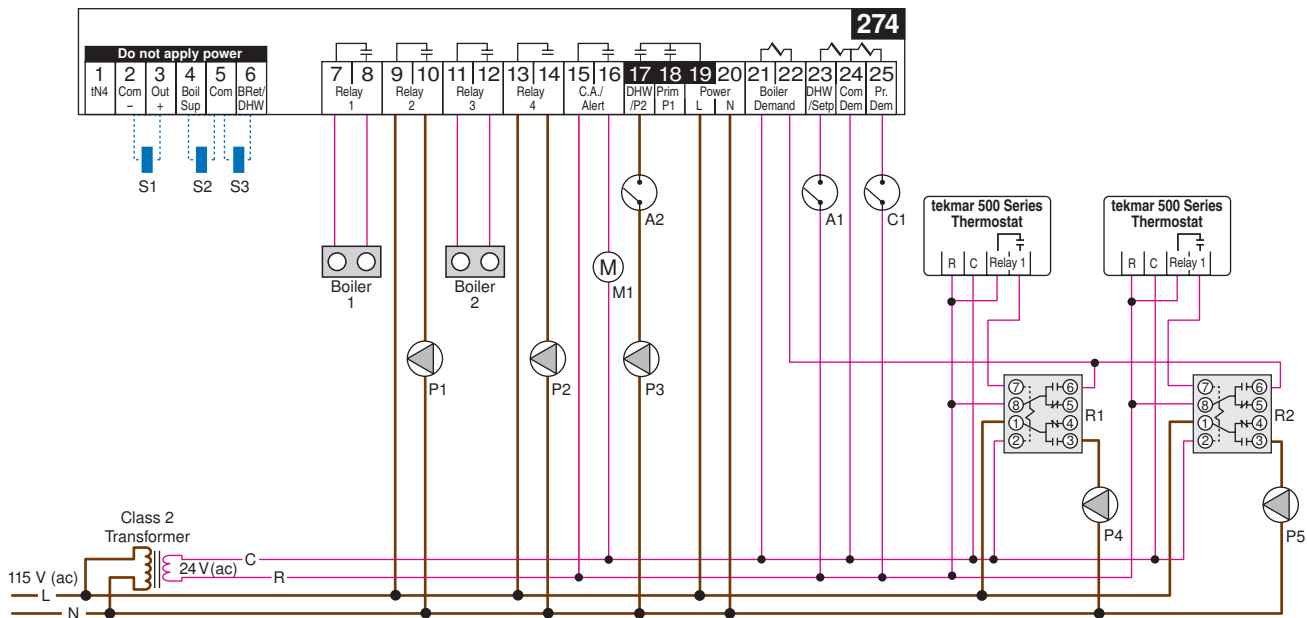 274
Do not apply power
1 2 3 4 5 6
tN4 Com Out Boil Com BRet/
– + Sup DHW
7 8 9 10 11 12 13 14 15 16 17 18 19 20 21 22 23 24 25
Relay Relay Relay Relay C.A./ DHW Prim Power Boiler DHW Com Pr.
1 2 3 4 Alert /P2 P1 L N Demand /Setp Dem Dem
S1 S2 S3
A2 A1 C1
tekmar 500 Series
Thermostat
R C Relay 1
tekmar 500 Series
Thermostat
R C Relay 1
Boiler
1
Boiler
2
M
M1
P1 P2 P3
7 6
8 5
1 4
2 3
R1
7 6
8 5
1 4
2 3
R2
P4 P5
Class 2
Transformer
C
24 V (ac)
R
115 V (ac)
L
N